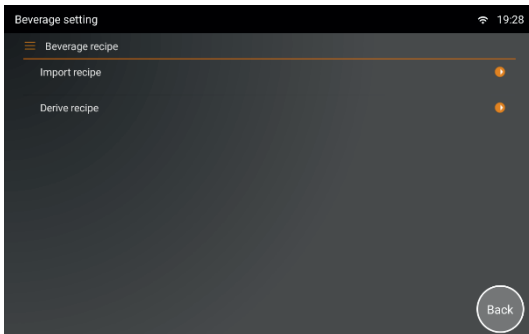 Beverage setting 19:28
Beverage recipe
Import recipe
Derive recipe
Back